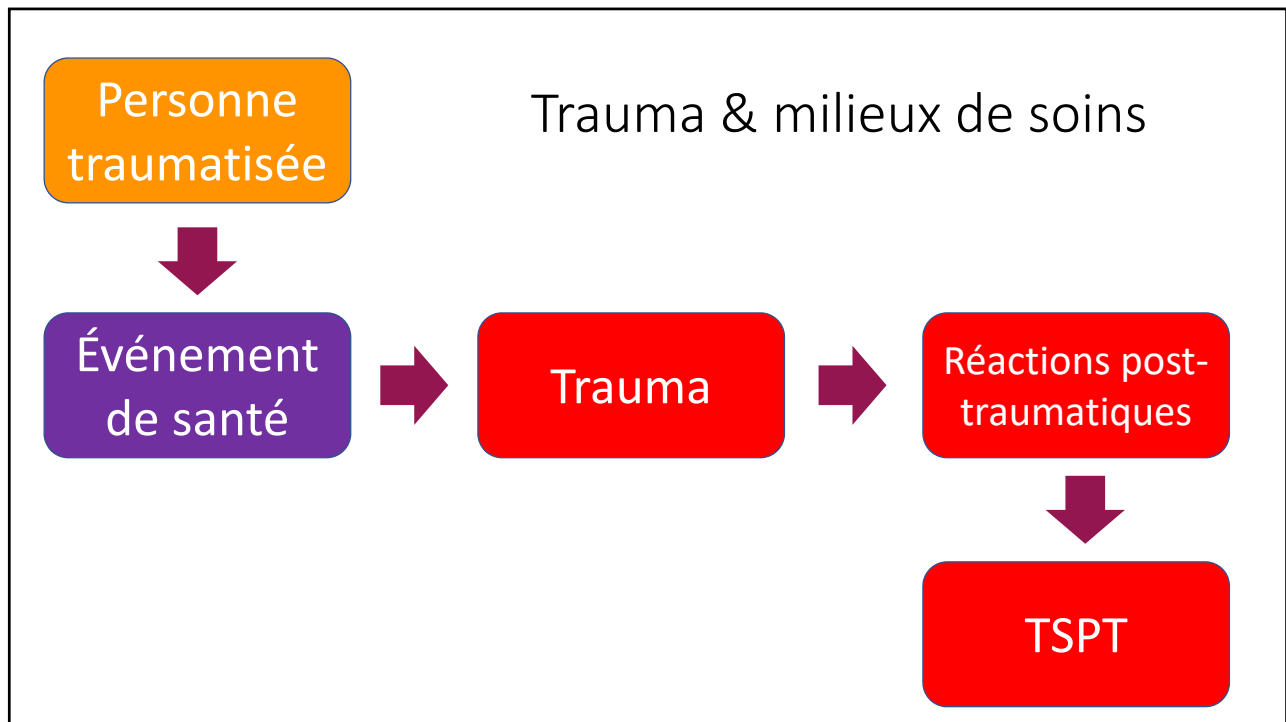 Personne
traumatisée
Trauma & milieux de soins
Événement
de santé
Trauma
Réactions post-
traumatiques
TSPT